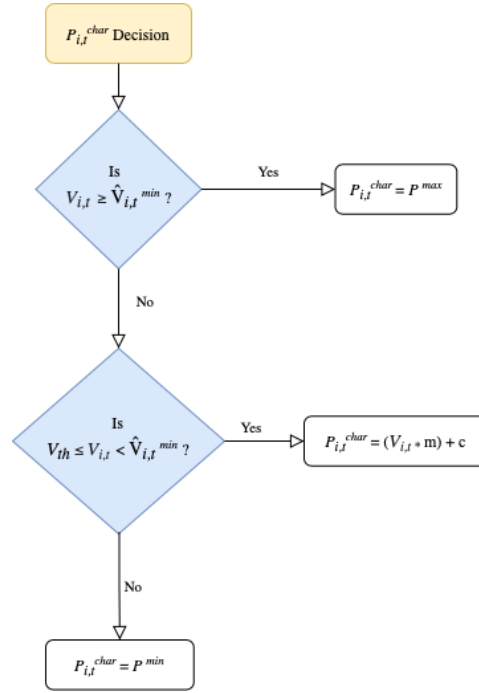 P_{i,t}^{char} Decision
Is
V_{i,t} ≥ V̂_{i,t}^{min} ?
Yes
P_{i,t}^{char} = P^{max}
No
Is
V_{th} ≤ V_{i,t} < V̂_{i,t}^{min} ?
Yes
P_{i,t}^{char} = (V_{i,t} * m) + c
No
P_{i,t}^{char} = P^{min}